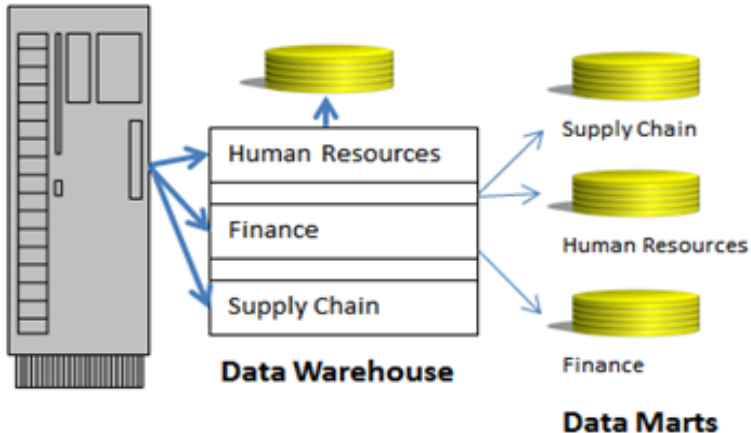 Human Resources
Finance
Supply Chain
Data Warehouse
Supply Chain
Human Resources
Finance
Data Marts